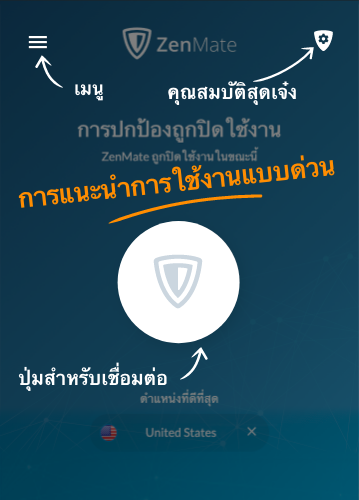 ZenMate
เมนู
คุณสมบัติสุดเจ๋ง
การปกป้องถูกปิดใช้งาน
ZenMate ถูกปิดใช้งานในขณะนี้
การแนะนำการใช้งานแบบด่วน
ปุ่มสำหรับเชื่อมต่อ
ตำแหน่งที่ดีที่สุด
United States ×